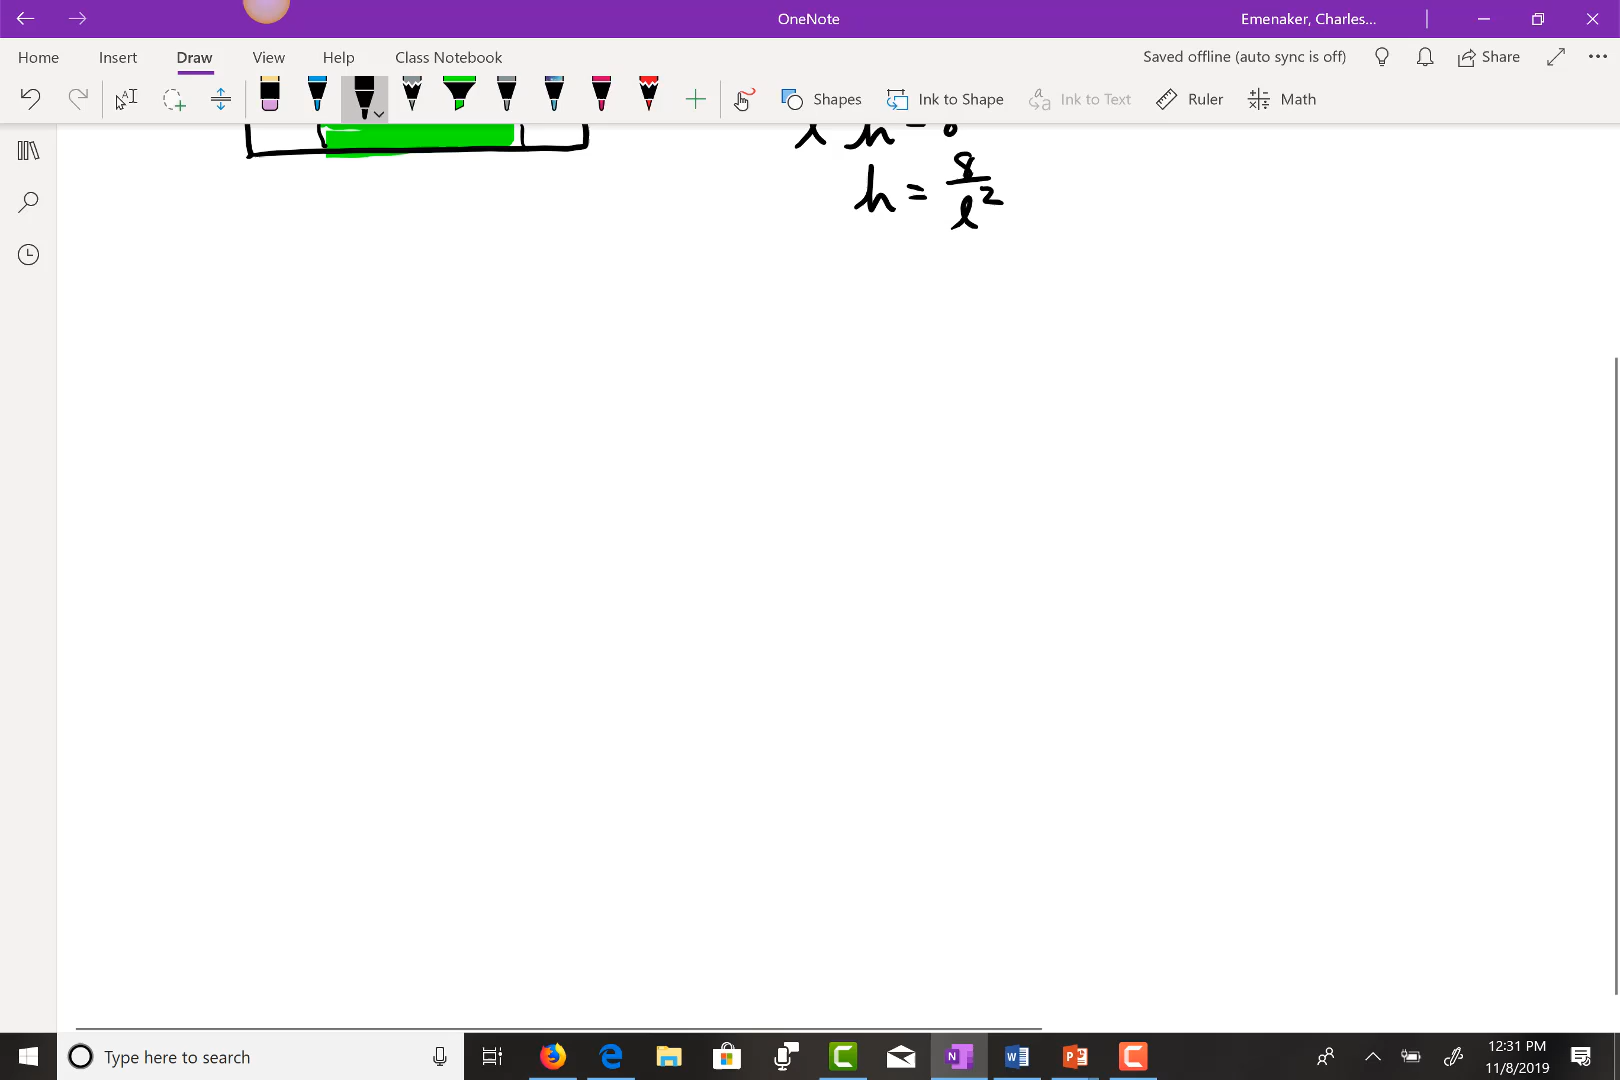 OneNote
Emenaker, Charles...
Home Insert Draw View Help Class Notebook
Saved offline (auto sync is off) Share
Shapes Ink to Shape Ink to Text Ruler Math
h = 8/l²
Type here to search
12:31 PM
11/8/2019